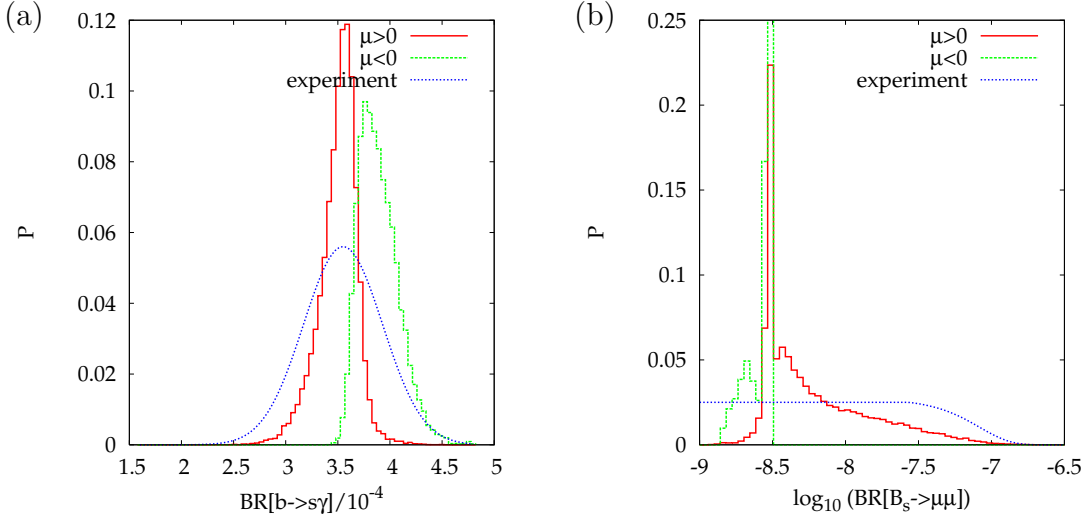 (a)
0.12
0.1
0.08
0.06
0.04
0.02
0
P
μ>0
μ<0
experiment
1.5 2 2.5 3 3.5 4 4.5 5
BR[b->sγ]/10⁻⁴
(b)
0.25
0.2
0.15
0.1
0.05
0
P
μ>0
μ<0
experiment
-9 -8.5 -8 -7.5 -7 -6.5
log₁₀ (BR[Bₛ->μμ])